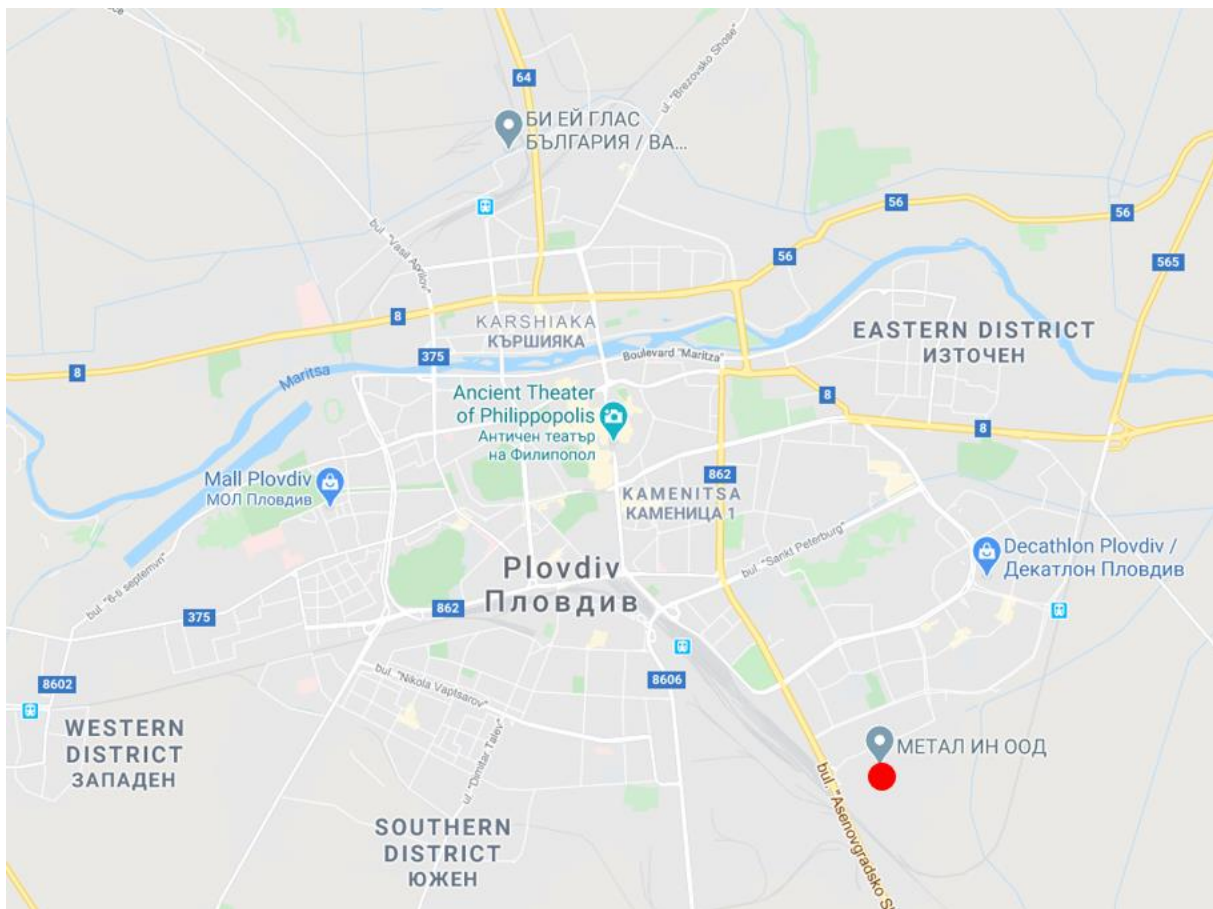 64
ul. "Brezovsko Shose"
БИ ЕЙ ГЛАС
БЪЛГАРИЯ / ВА...
56
56
56
565
bul. "Vasil Aprilov"
8
KARSHIAKA
КЪРШИЯКА
EASTERN DISTRICT
ИЗТОЧЕН
375
Boulevard "Maritza"
8
Maritsa
Ancient Theater
of Philippopolis
Античен театър
на Филипопол
8
8
Mall Plovdiv
МОЛ Пловдив
862
KAMENITSA
КАМЕНИЦА 1
bul. "Sankt Peterburg"
Decathlon Plovdiv /
Декатлон Пловдив
Plovdiv
Пловдив
bul. "6-ti septemvri"
862
375
8602
bul. "Nikola Vaptsarov"
8606
WESTERN
DISTRICT
ЗАПАДЕН
ul. "Dimitar Talev"
МЕТАЛ ИН ООД
bul. "Asenovgradsko S
SOUTHERN
DISTRICT
ЮЖЕН